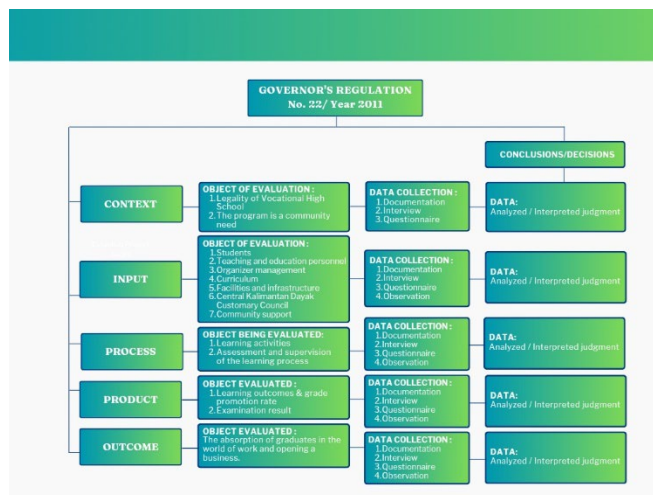 GOVERNOR'S REGULATION
No. 22/ Year 2011
CONCLUSIONS/DECISIONS
CONTEXT
OBJECT OF EVALUATION :
1.Legality of Vocational High
School
2.The program is a community
need
DATA COLLECTION :
1.Documentation
2.Interview
3.Questionnaire
DATA:
Analyzed / Interpreted judgment
INPUT
OBJECT OF EVALUATION :
1.Students
2.Teaching and education personnel
3.Organizer management
4.Curriculum
5.Facilities and infrastructure
6.Central Kalimantan Dayak
Customary Council
7.Community support
DATA COLLECTION :
1.Documentation
2.Interview
3.Questionnaire
4.Observation
DATA:
Analyzed / Interpreted judgment
PROCESS
OBJECT BEING EVALUATED:
1.Learning activities
2.Assessment and supervision
of the learning process
DATA COLLECTION :
1.Documentation
2.Interview
3.Questionnaire
4.Observation
DATA:
Analyzed / Interpreted judgment
PRODUCT
OBJECT EVALUATED :
1.Learning outcomes & grade
promotion rate
2.Examination result
DATA COLLECTION :
1.Documentation
2.Interview
3.Questionnaire
4.Observation
DATA:
Analyzed / Interpreted judgment
OUTCOME
OBJECT EVALUATED :
The absorption of graduates in the
world of work and opening a
business.
DATA COLLECTION :
1.Documentation
2.Interview
3.Questionnaire
4.Observation
DATA:
Analyzed / Interpreted judgment